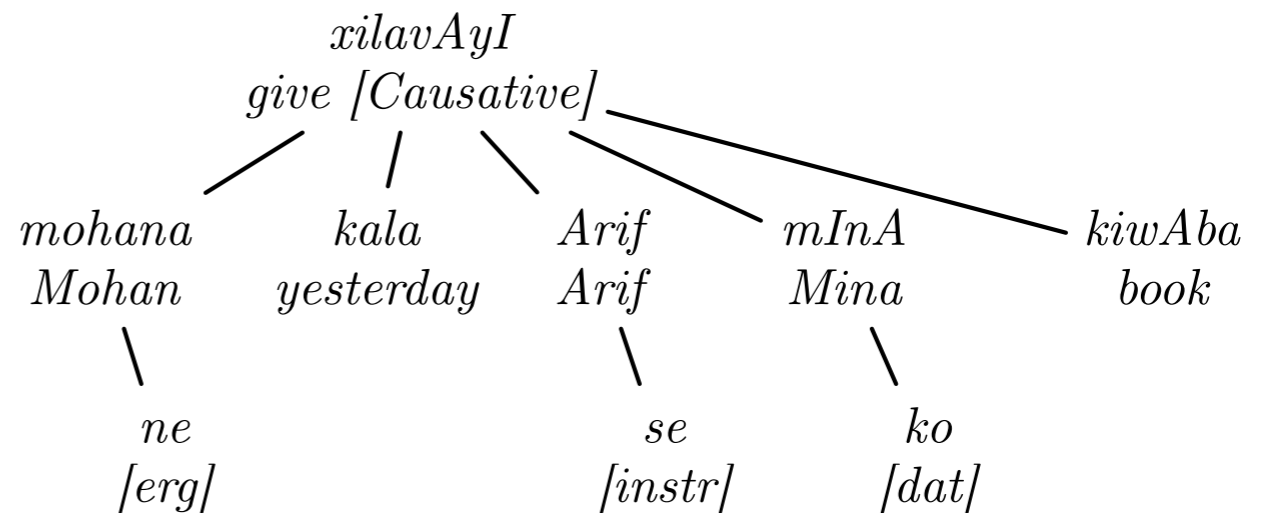 xilavAyI
give [Causative]
mohana kala Arif mInA kiwAba
Mohan yesterday Arif Mina book
ne se ko
[erg] [instr] [dat]